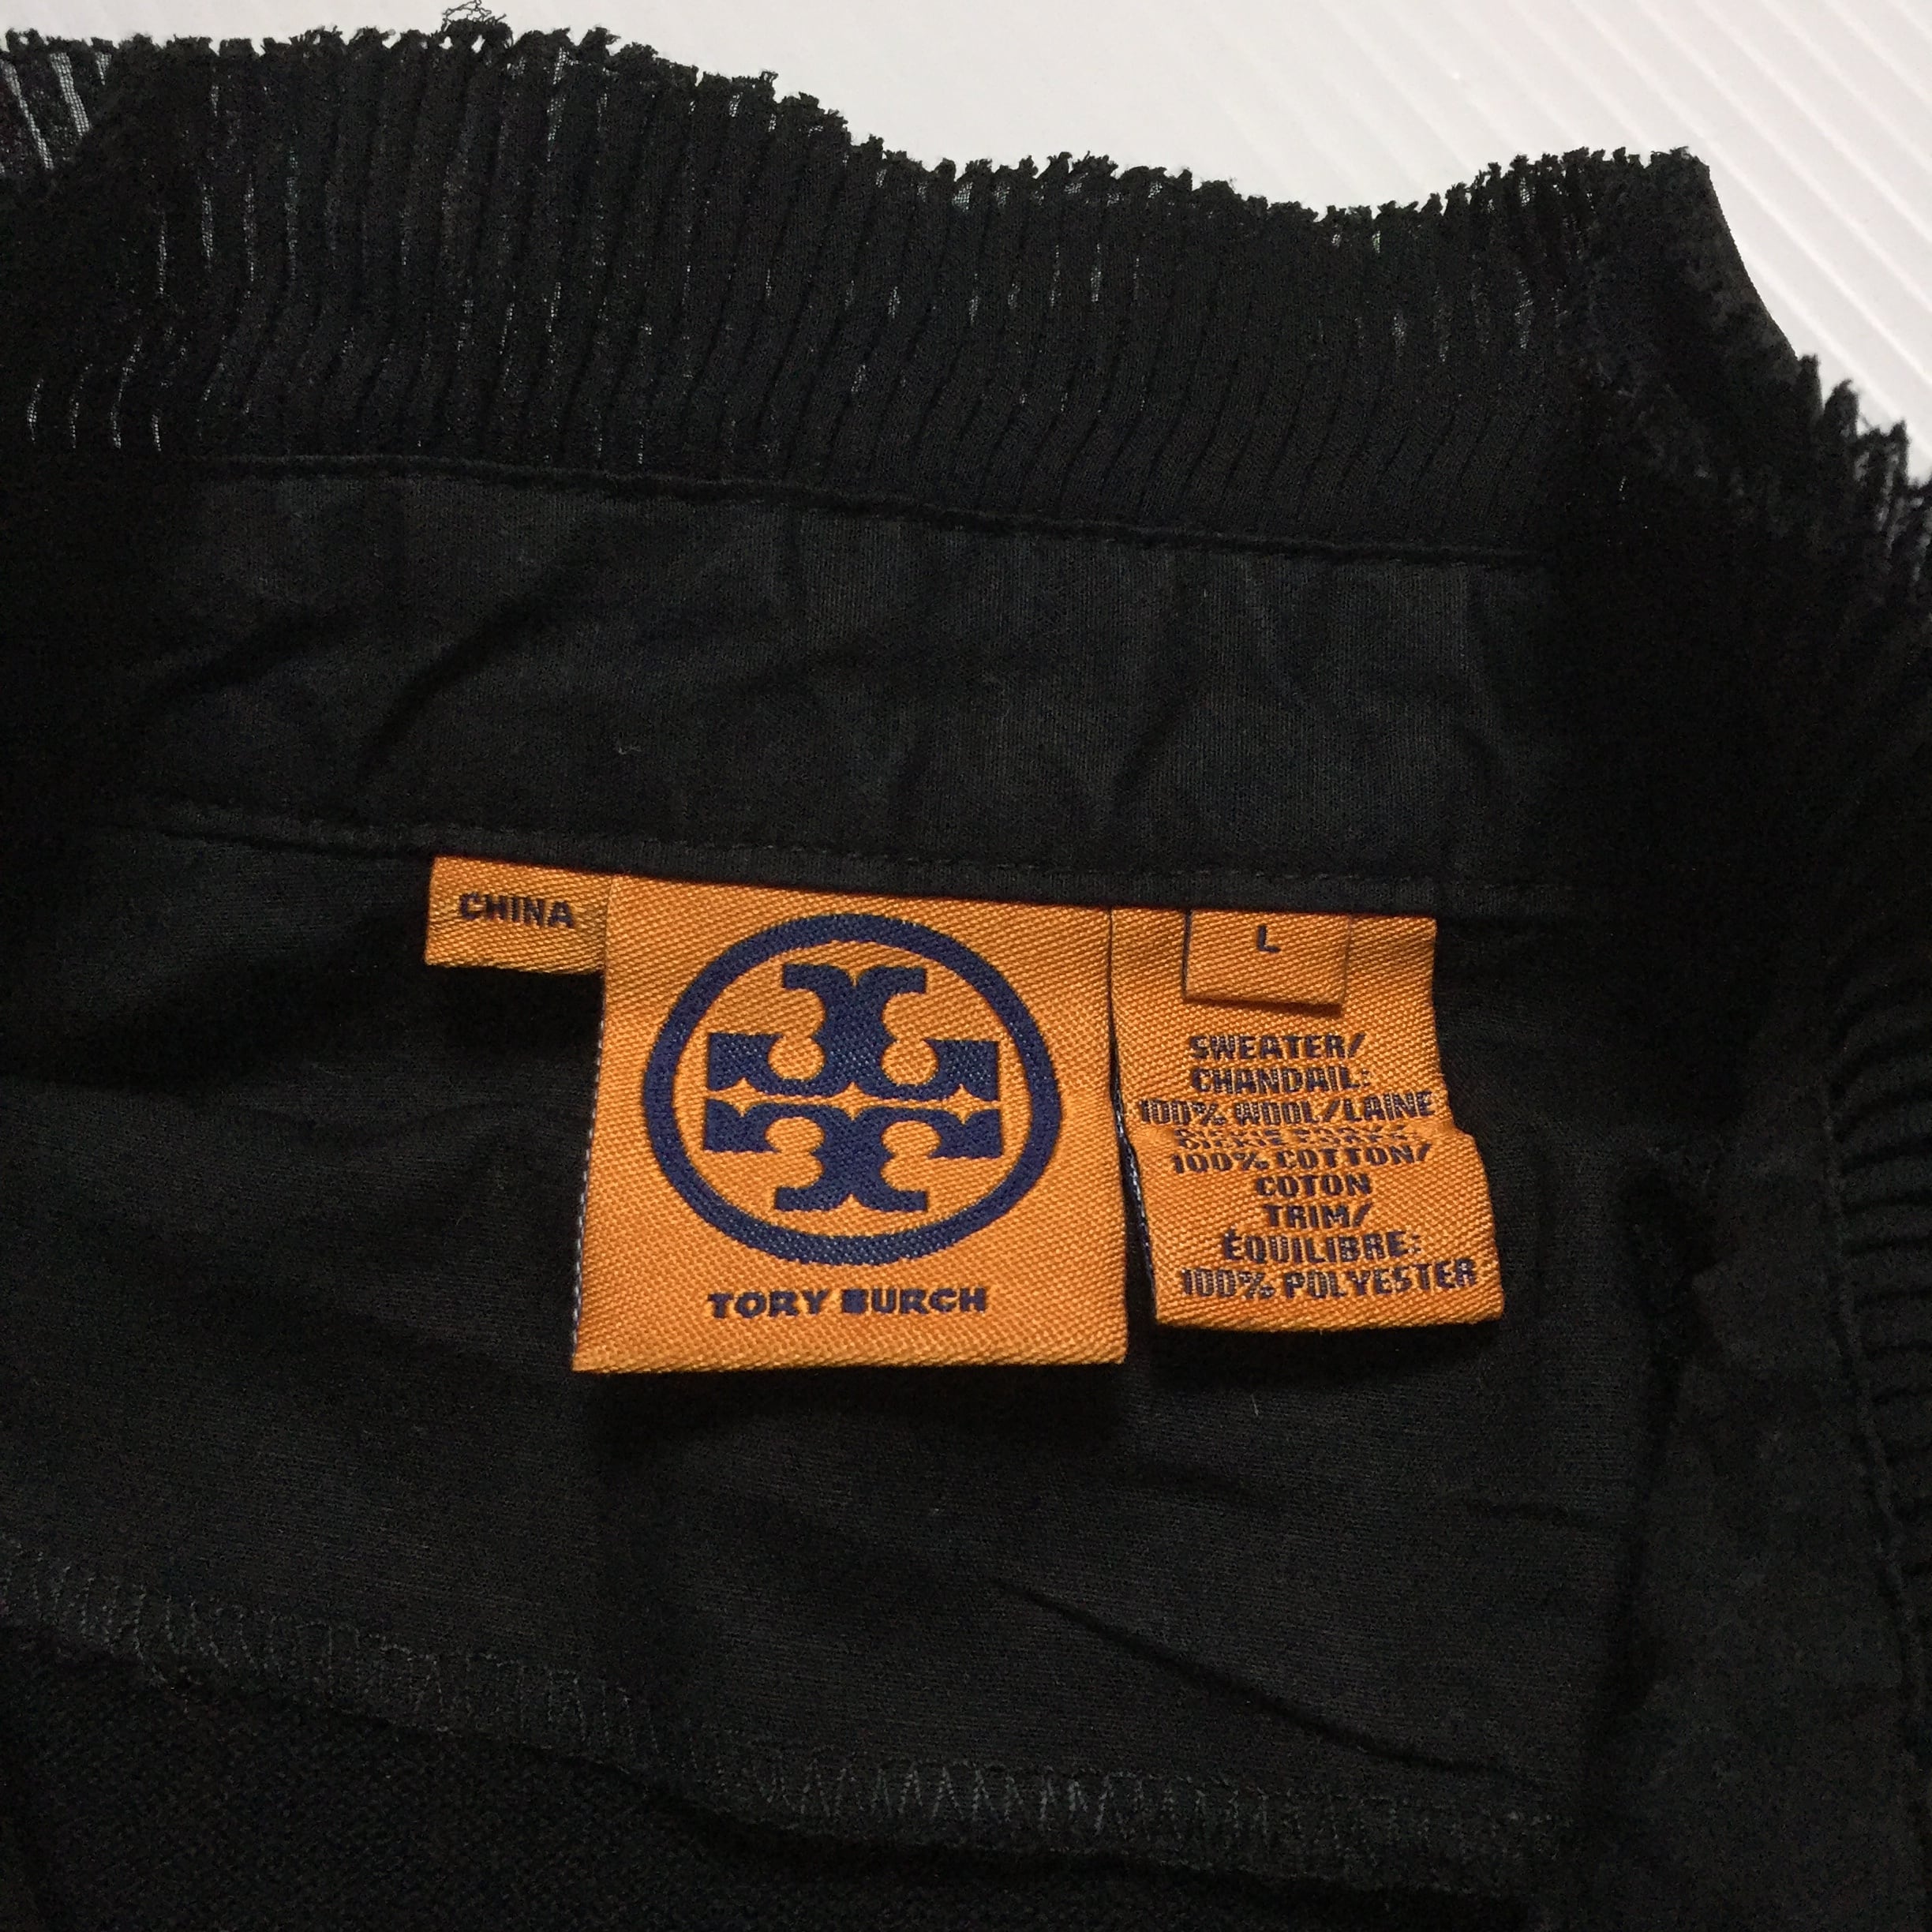 CHINA
TORY BURCH
L
SWEATER/
CHANDAIL:
100% WOOL/LAINE
100% COTTON/
COTON
TRIM/
ÉQUILIBRE:
100% POLYESTER